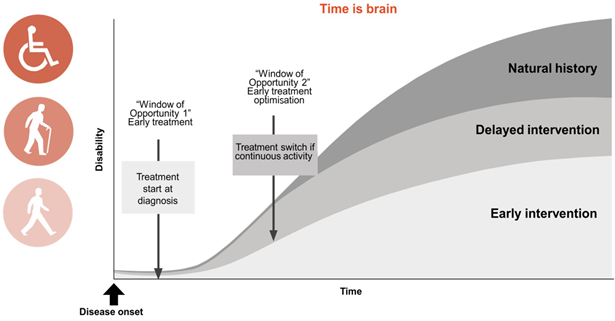 Time is brain
Natural history
Delayed intervention
Early intervention
“Window of
Opportunity 1”
Early treatment
“Window of
Opportunity 2”
Early treatment
optimisation
Treatment
start at
diagnosis
Treatment switch if
continuous activity
Disability
Time
Disease onset